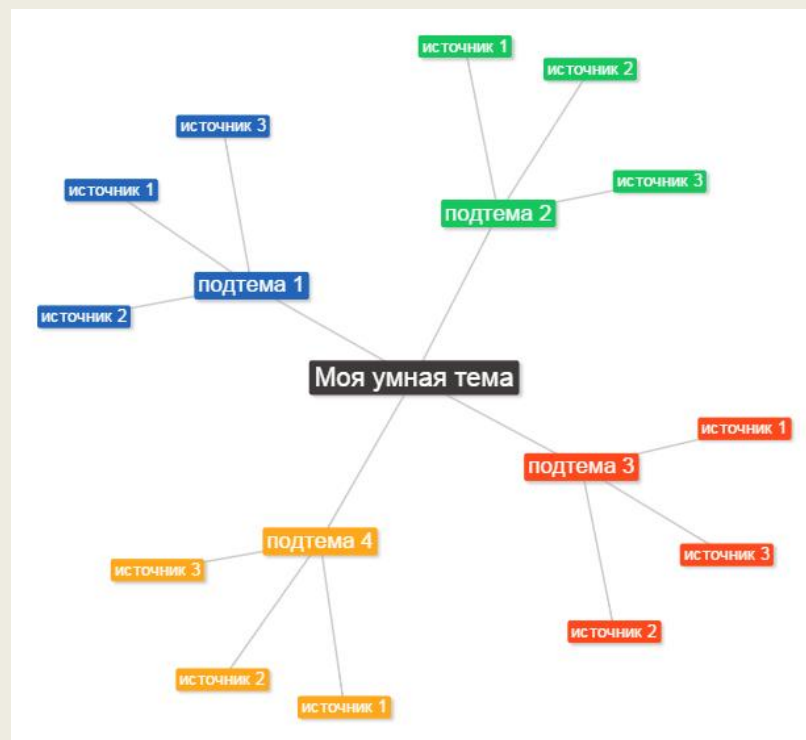 источник 1
источник 2
источник 3
источник 1
источник 3
подтема 2
подтема 1
источник 2
Моя умная тема
источник 1
подтема 3
подтема 4
источник 3
источник 3
источник 2
источник 2
источник 1